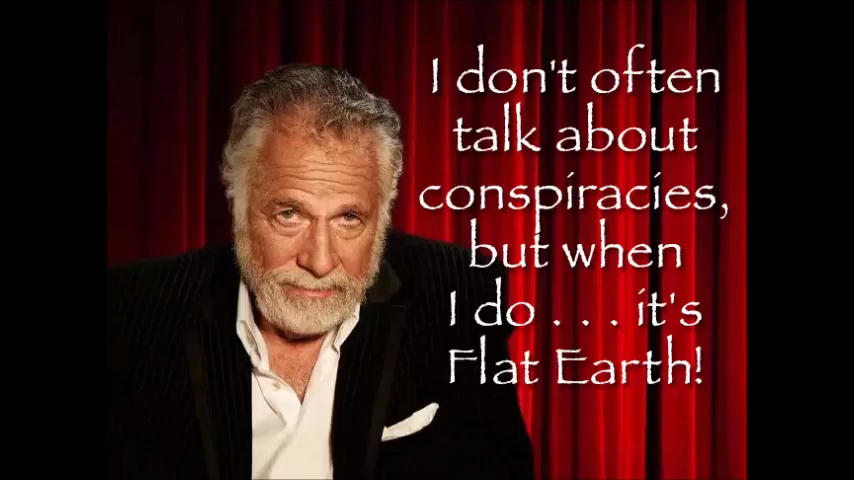 I don't often
talk about
conspiracies,
but when
I do . . . it's
Flat Earth!